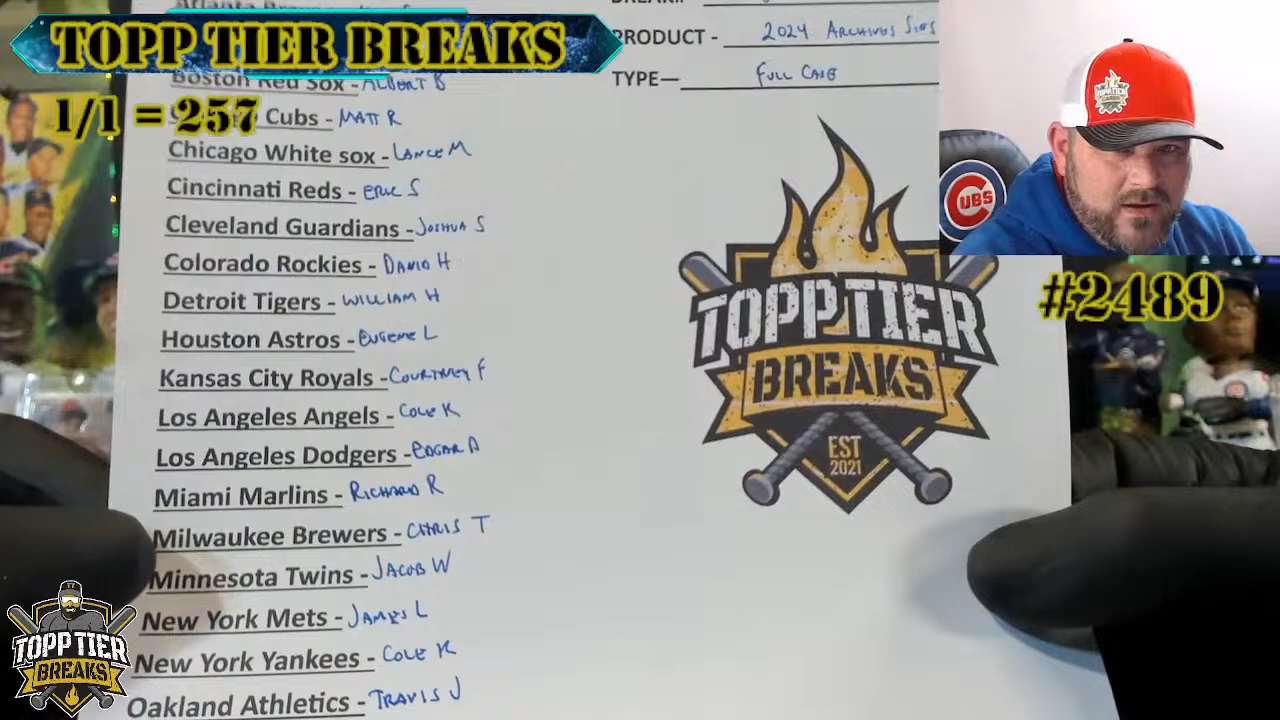 TOPP TIER BREAKS
1/1 = 257
#2489
PRODUCT - 2024 ARCHIVES SIGS
TYPE— FULL CASE
Boston Red Sox - ALBERT B
Cubs - MATT R
Chicago White sox - LANCE M
Cincinnati Reds - ERIC S
Cleveland Guardians - JOSHUA S
Colorado Rockies - DAVID H
Detroit Tigers - WILLIAM H
Houston Astros - EUGENE L
Kansas City Royals - COURTNEY F
Los Angeles Angels - COLE K
Los Angeles Dodgers - EDGAR A
Miami Marlins - RICHARD R
Milwaukee Brewers - CHRIS T
Minnesota Twins - JACOB W
New York Mets - JAMES L
New York Yankees - COLE K
Oakland Athletics - TRAVIS J
TOPP TIER
BREAKS
EST
2021
CUBS
TT
TOPP TIER
BREAKS